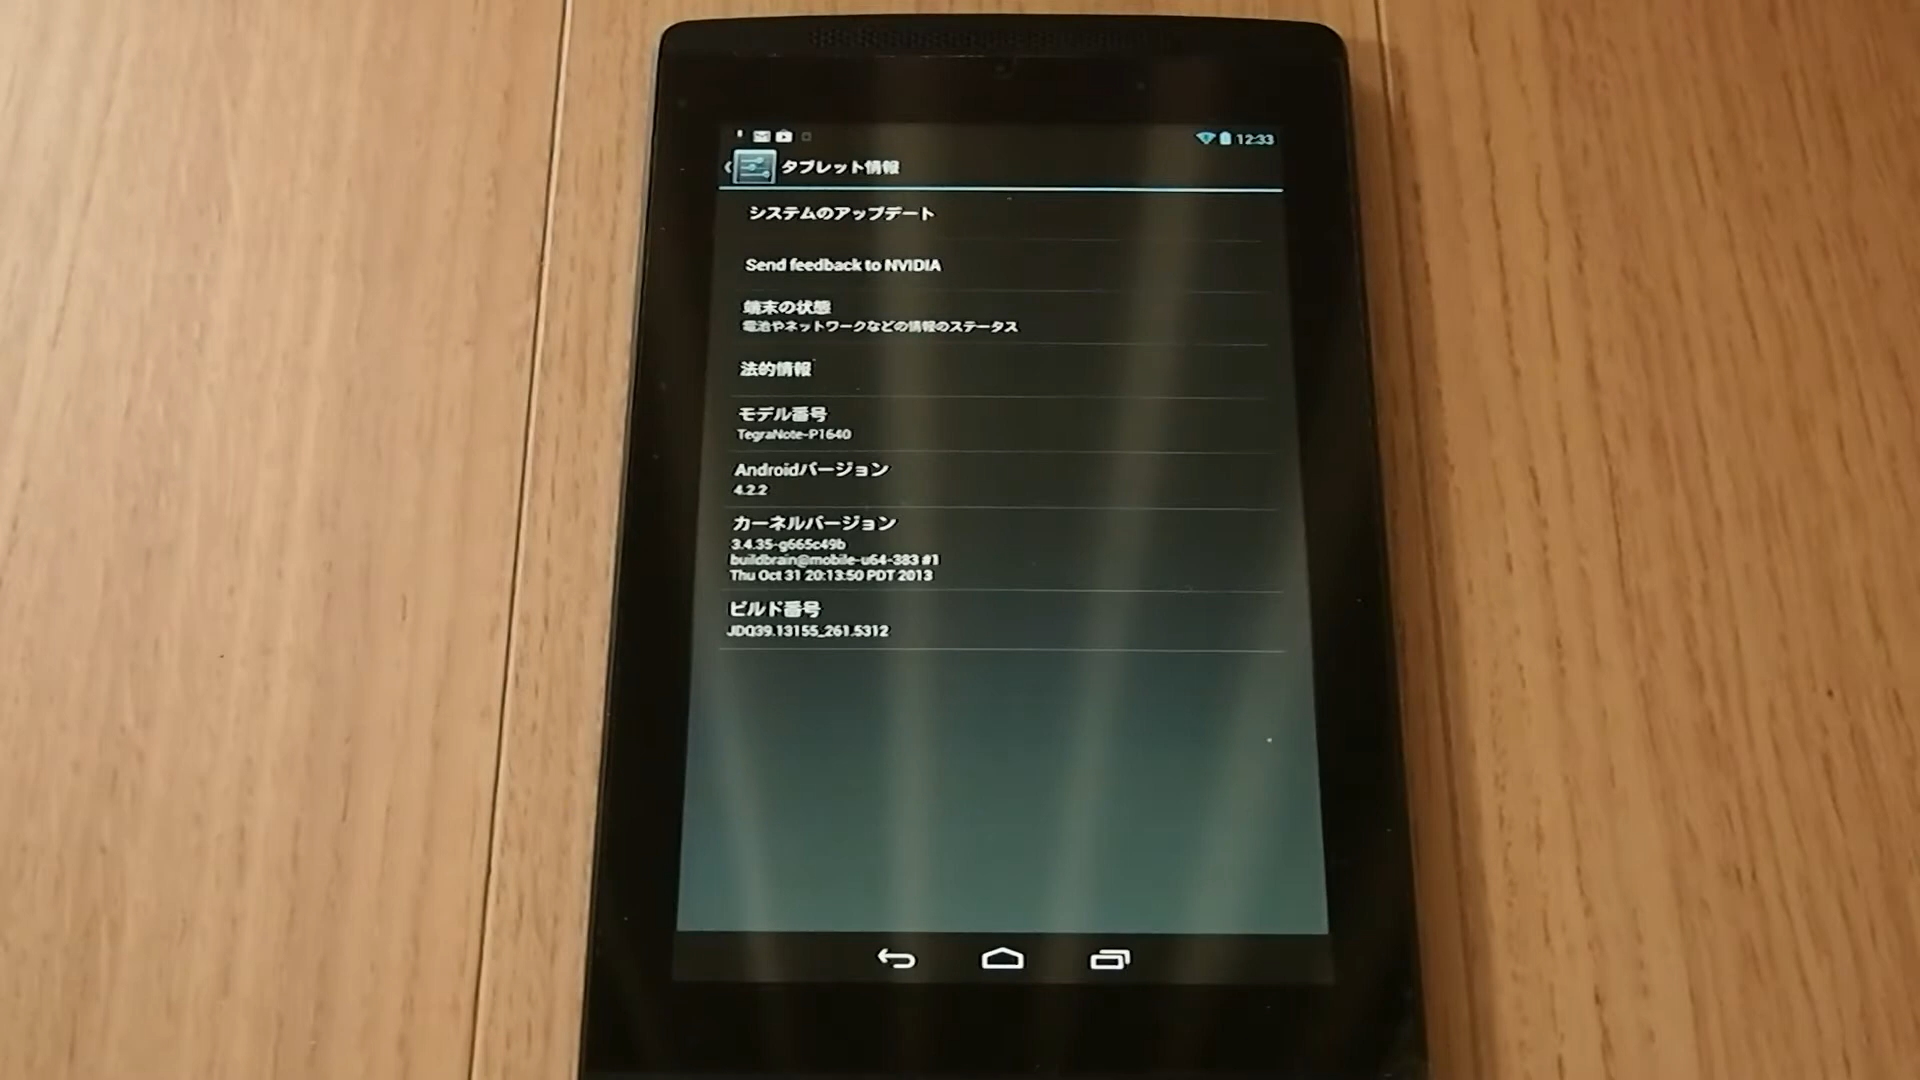 12:33
タブレット情報
システムのアップデート
Send feedback to NVIDIA
端末の状態
電池やネットワークなどの情報のステータス
法的情報
モデル番号
TegraNote-P1640
Androidバージョン
4.2.2
カーネルバージョン
3.4.35-g665c49b
buildbrain@mobile-u64-383 #1
Thu Oct 31 20:13:50 PDT 2013
ビルド番号
JDQ39.13155_261.5312